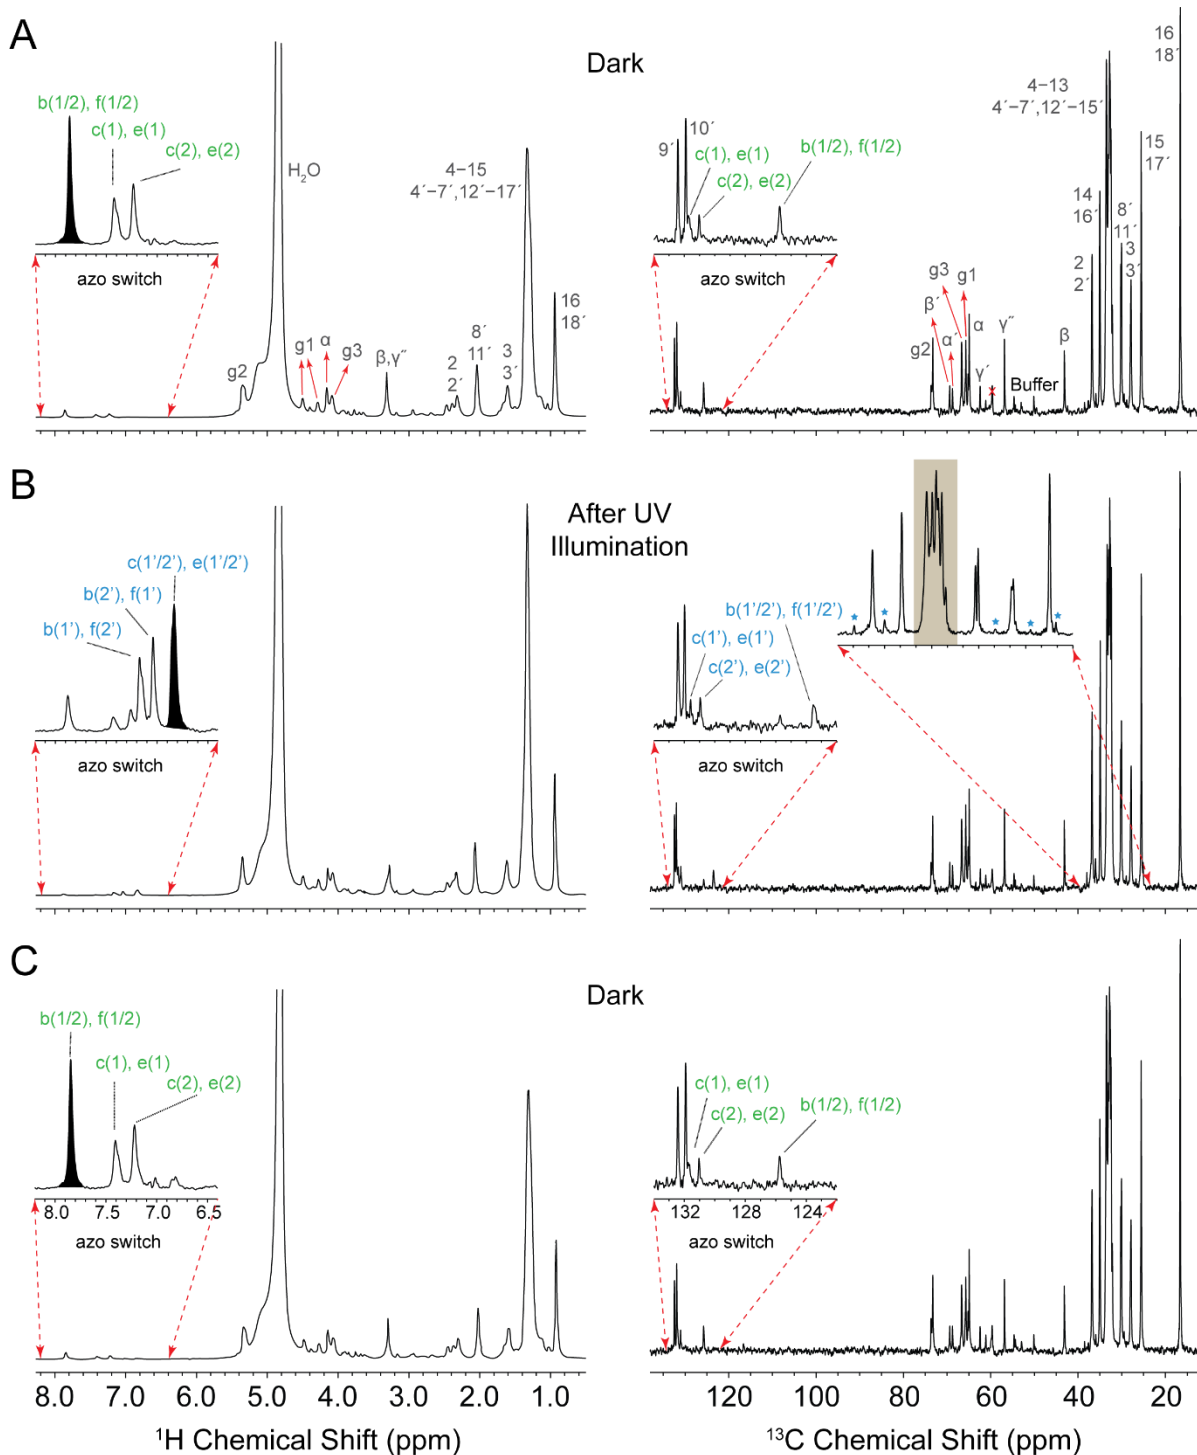 A
Dark
b(1/2), f(1/2)
c(1), e(1)
c(2), e(2)
azo switch
H₂O
g2
g1
α
g3
β,γ″
2
2´
8´
11´
3
3´
4−15
4´−7´,12´−17´
16
18´
9´
10´
c(1), e(1)
c(2), e(2)
b(1/2), f(1/2)
azo switch
g2
β´
α´
g3
g1
α
γ´
γ″
x
Buffer
β
2
2´
14
16´
4−13
4´−7´,12´−15´
8´
11´
3
3´
15
17´
16
18´
B
After UV
Illumination
c(1'/2'), e(1'/2')
b(2'), f(1')
b(1'), f(2')
azo switch
b(1'/2'), f(1'/2')
c(1'), e(1')
c(2'), e(2')
azo switch
C
Dark
b(1/2), f(1/2)
c(1), e(1)
c(2), e(2)
8.0 7.5 7.0 6.5
azo switch
c(1), e(1)
c(2), e(2)
b(1/2), f(1/2)
132 128 124
azo switch
8.0 7.0 6.0 5.0 4.0 3.0 2.0 1.0
¹H Chemical Shift (ppm)
120 100 80 60 40 20
¹³C Chemical Shift (ppm)